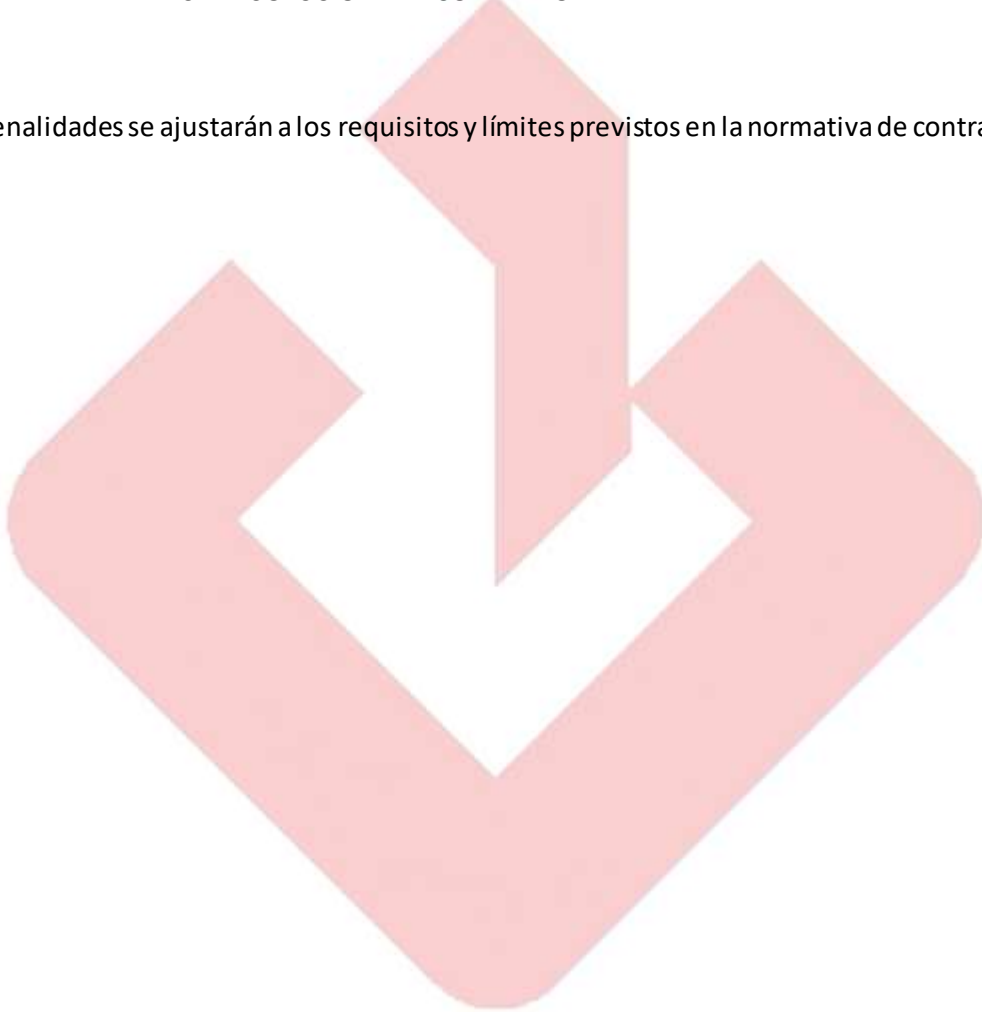 enalidades se ajustarán a los requisitos y límites previstos en la normativa de contra